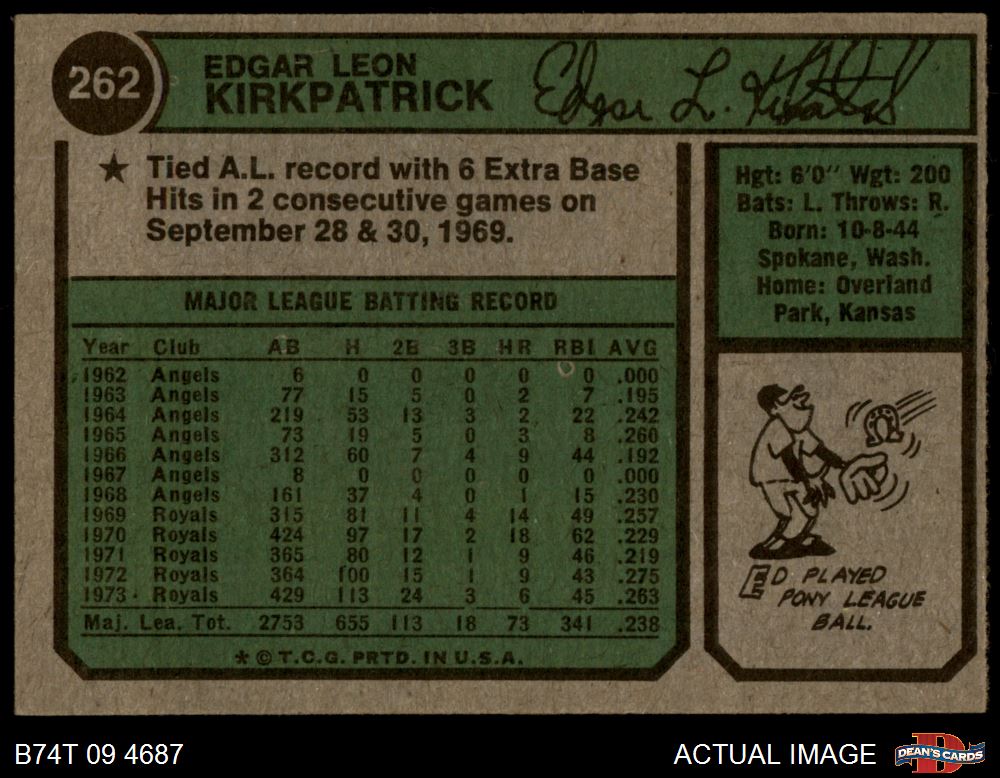 262
EDGAR LEON
KIRKPATRICK
Edgar L. Kirkpatrick
★ Tied A.L. record with 6 Extra Base
Hits in 2 consecutive games on
September 28 & 30, 1969.
MAJOR LEAGUE BATTING RECORD
Year Club AB H 2B 3B HR RBI AVG
1962 Angels 6 0 0 0 0 0 .000
1963 Angels 77 15 5 0 2 7 .195
1964 Angels 219 53 13 3 2 22 .242
1965 Angels 73 19 5 0 3 8 .260
1966 Angels 312 60 7 4 9 44 .192
1967 Angels 8 0 0 0 0 0 .000
1968 Angels 161 37 4 0 1 15 .230
1969 Royals 315 81 11 4 14 49 .257
1970 Royals 424 97 17 2 18 62 .229
1971 Royals 365 80 12 1 9 46 .219
1972 Royals 364 100 15 1 9 43 .275
1973 Royals 429 113 24 3 6 45 .263
Maj. Lea. Tot. 2753 655 113 18 73 341 .238
* © T.C.G. PRTD. IN U.S.A.
Hgt: 6'0" Wgt: 200
Bats: L. Throws: R.
Born: 10-8-44
Spokane, Wash.
Home: Overland
Park, Kansas
ED PLAYED
PONY LEAGUE
BALL.
B74T 09 4687
ACTUAL IMAGE
DEAN'S CARDS